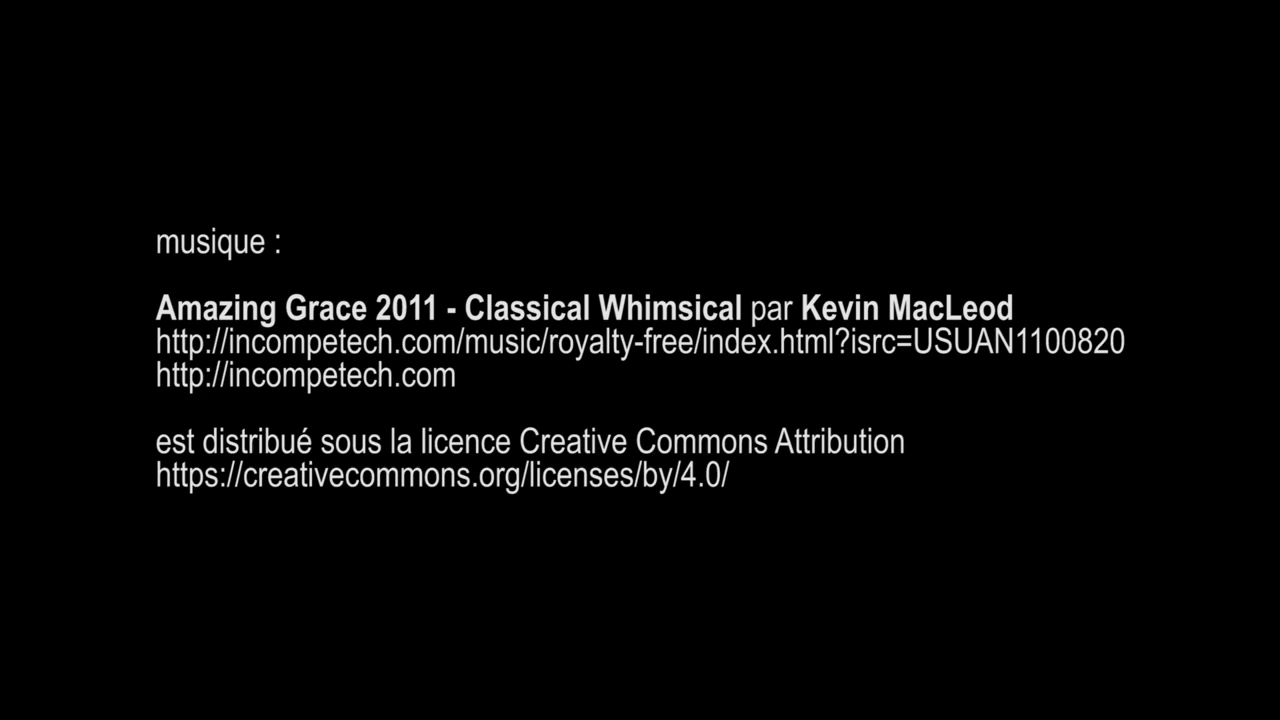 musique :
Amazing Grace 2011 - Classical Whimsical par Kevin MacLeod
http://incompetech.com/music/royalty-free/index.html?isrc=USUAN1100820
http://incompetech.com
est distribué sous la licence Creative Commons Attribution
https://creativecommons.org/licenses/by/4.0/